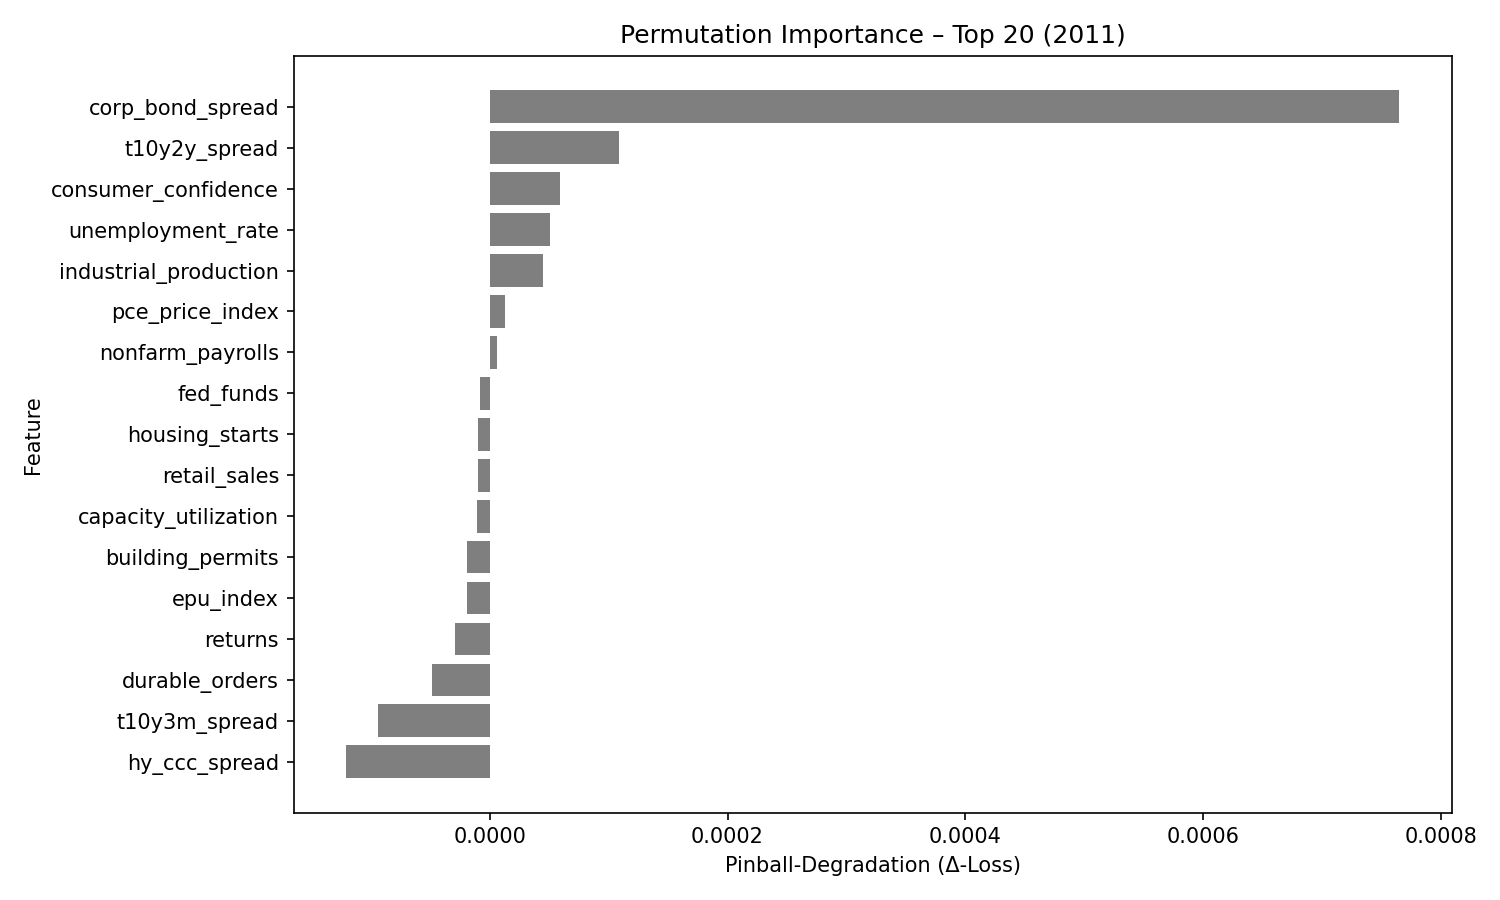 Permutation Importance – Top 20 (2011)
corp_bond_spread
t10y2y_spread
consumer_confidence
unemployment_rate
industrial_production
pce_price_index
nonfarm_payrolls
fed_funds
housing_starts
retail_sales
capacity_utilization
building_permits
epu_index
returns
durable_orders
t10y3m_spread
hy_ccc_spread
Feature
0.0000 0.0002 0.0004 0.0006 0.0008
Pinball-Degradation (Δ-Loss)